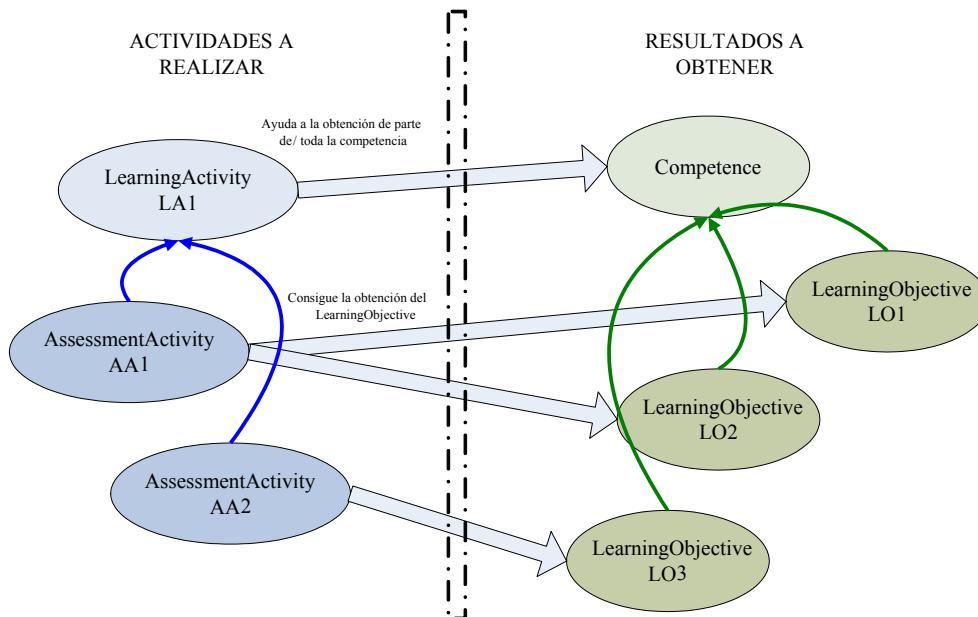 ACTIVIDADES A
REALIZAR
RESULTADOS A
OBTENER
Ayuda a la obtención de parte
de/ toda la competencia
LearningActivity
LA1
Competence
Consigue la obtención del
LearningObjective
LearningObjective
LO1
AssessmentActivity
AA1
LearningObjective
LO2
AssessmentActivity
AA2
LearningObjective
LO3